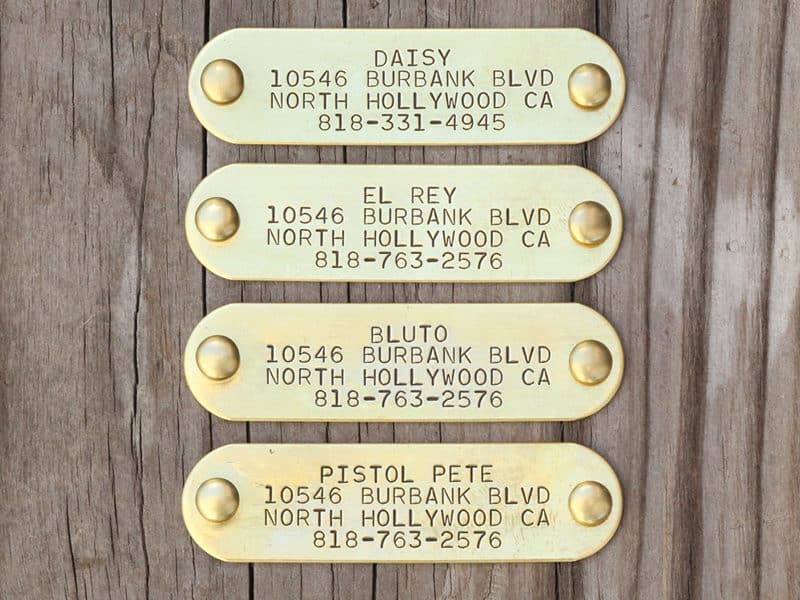 DAISY
10546 BURBANK BLVD
NORTH HOLLYWOOD CA
818-331-4945
EL REY
10546 BURBANK BLVD
NORTH HOLLYWOOD CA
818-763-2576
BLUTO
10546 BURBANK BLVD
NORTH HOLLYWOOD CA
818-763-2576
PISTOL PETE
10546 BURBANK BLVD
NORTH HOLLYWOOD CA
818-763-2576